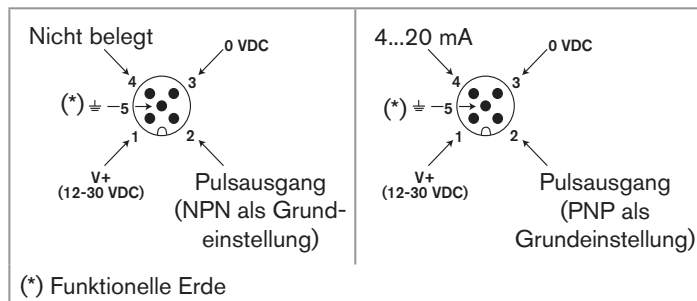 Nicht belegt
0 VDC
4
3
(*)
5
1
2
V+
(12-30 VDC)
Pulsausgang
(NPN als Grund-
einstellung)
4...20 mA
0 VDC
4
3
(*)
5
1
2
V+
(12-30 VDC)
Pulsausgang
(PNP als
Grundeinstellung)
(*) Funktionelle Erde